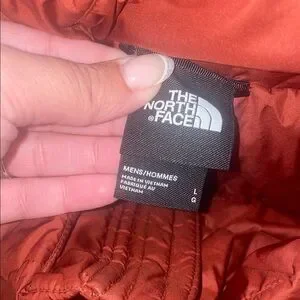 THE
NORTH
®FACE
MENS/HOMMES
MADE IN VIETNAM
FABRIQUÉ AU
VIETNAM
L
G